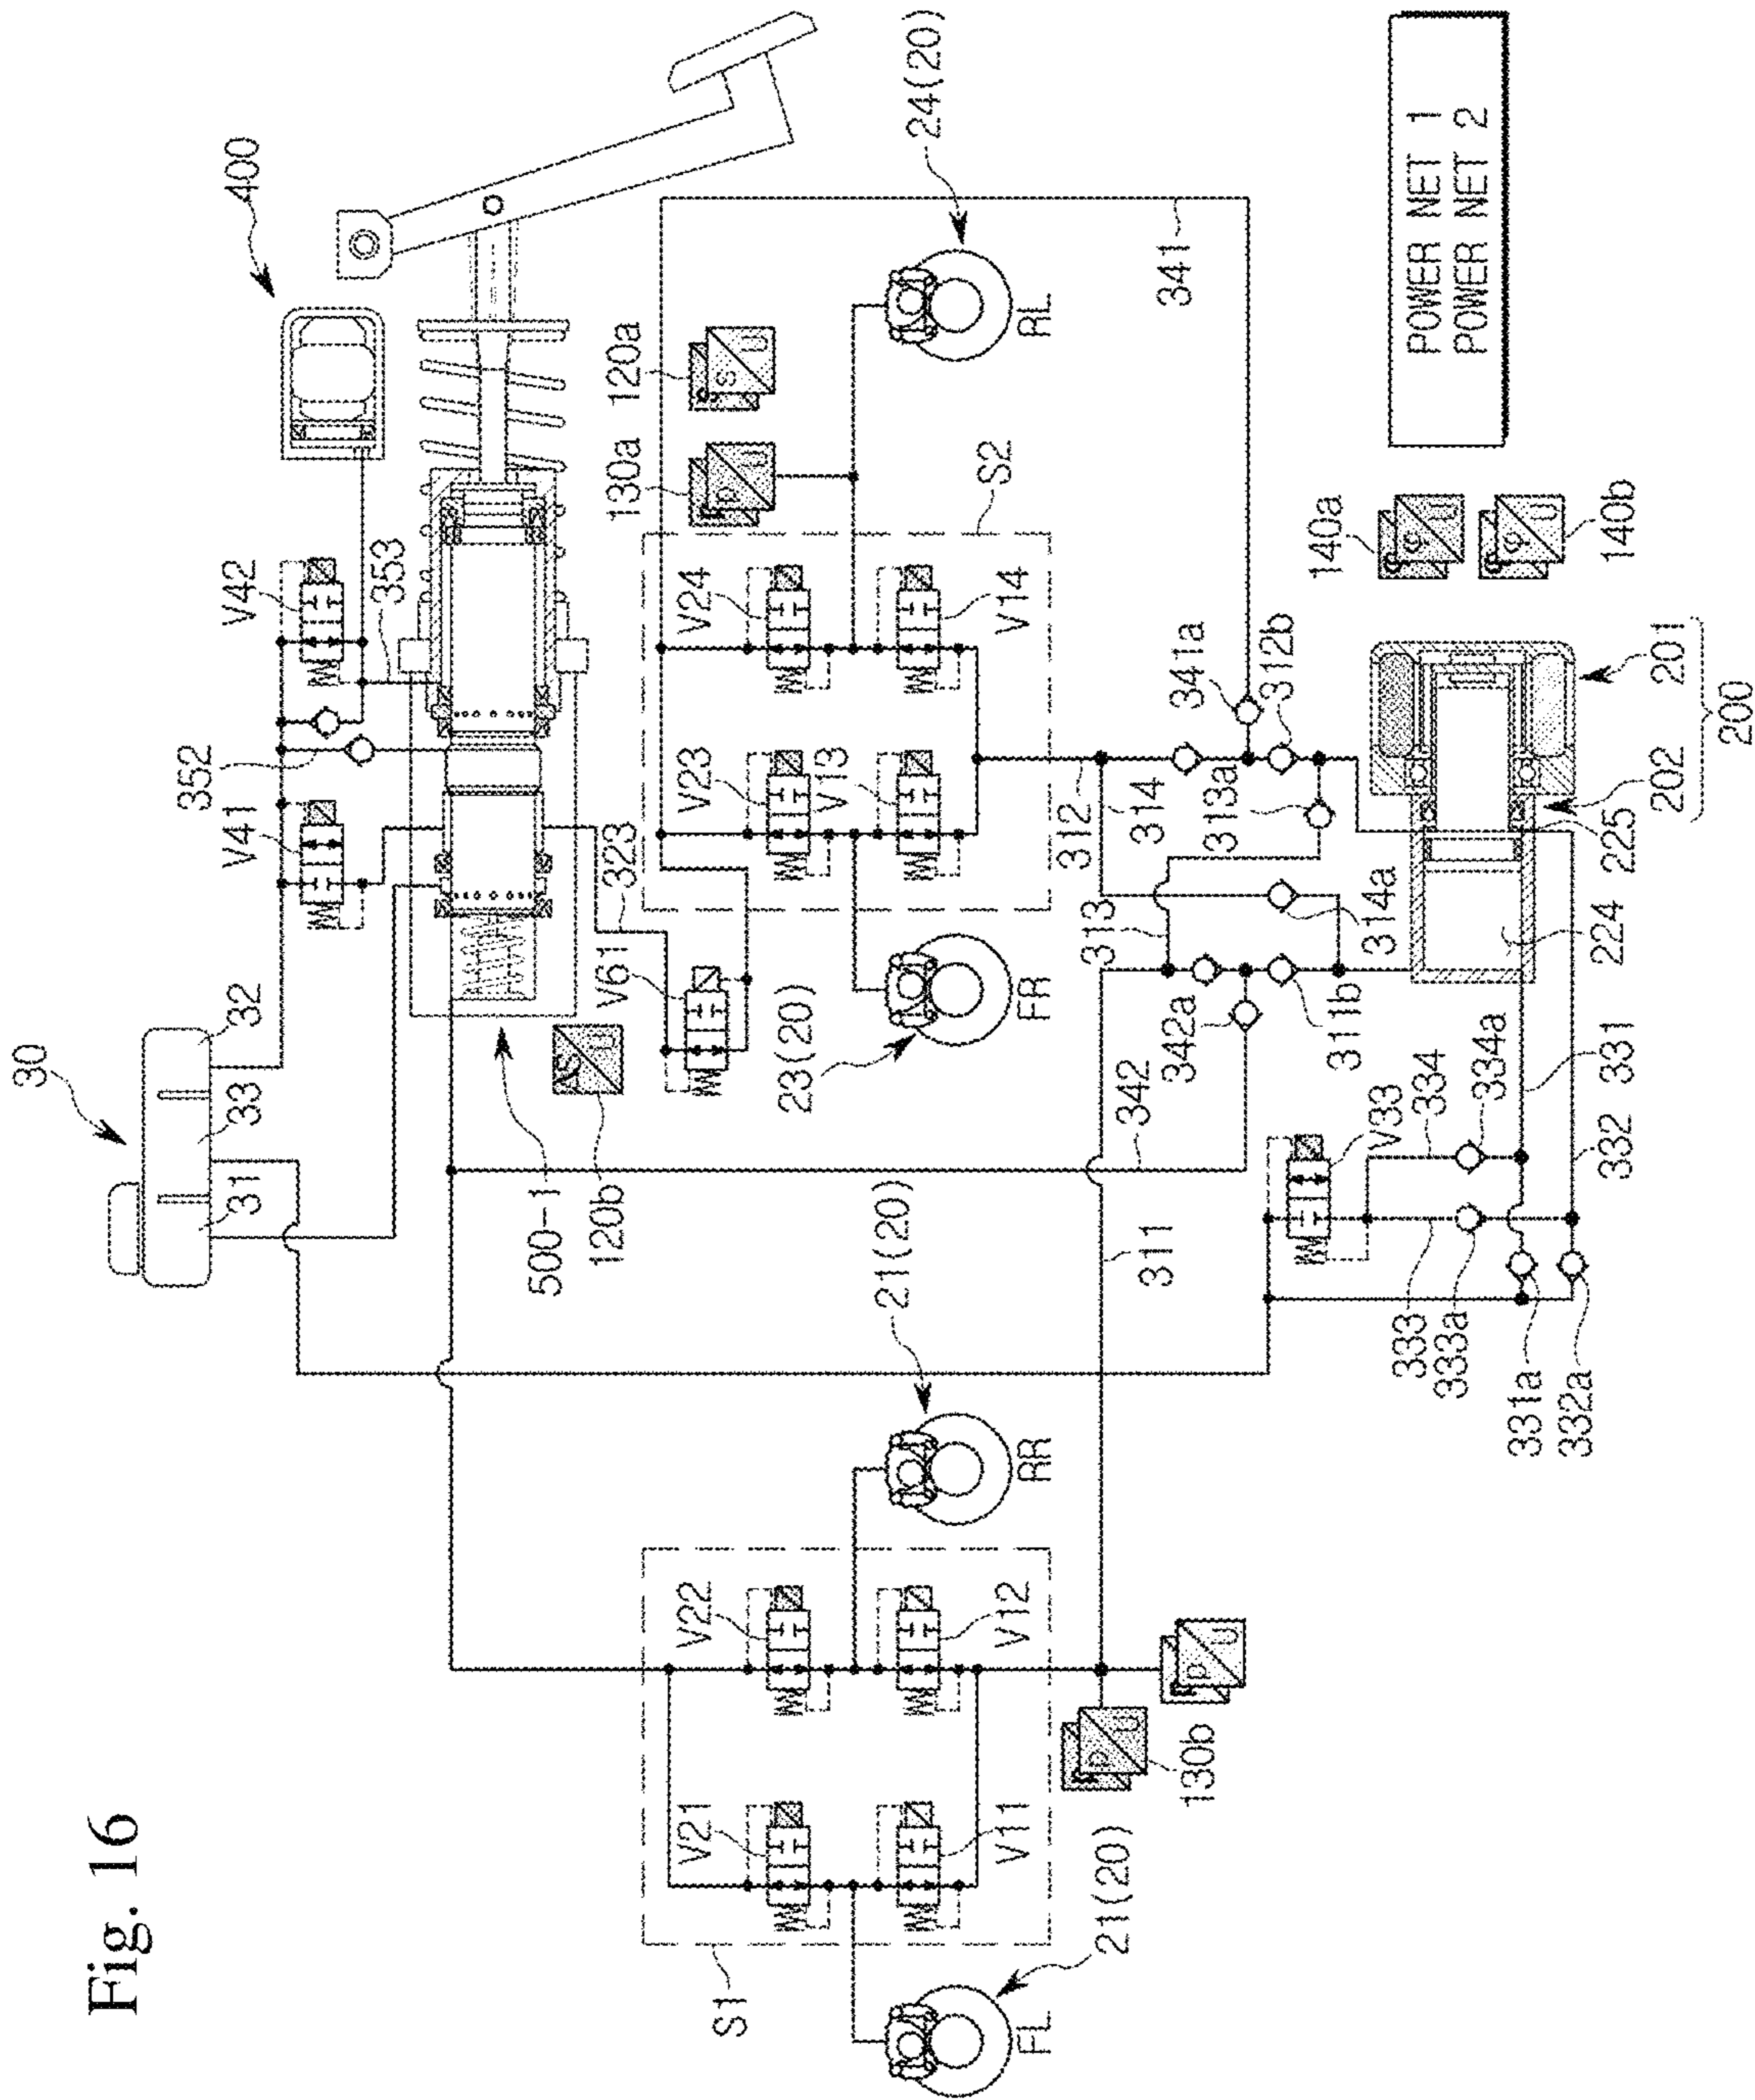 Fig. 16
30
31
33
32
400
V41
V42
352
353
500-1
120b
AS
U
323
V61
120a
S
U
130a
P
U
S1
V21
V22
V11
V12
S2
V23
V24
V13
V14
21(20)
FL
21(20)
RR
23(20)
FR
24(20)
RL
130b
P
U
P
U
311
342
342a
311b
313
314a
312
314
313a
341a
312b
341
V33
334
334a
333
333a
331a
332a
331
332
224
225
202
201
200
140a
φ
U
140b
φ
U
POWER NET 1
POWER NET 2